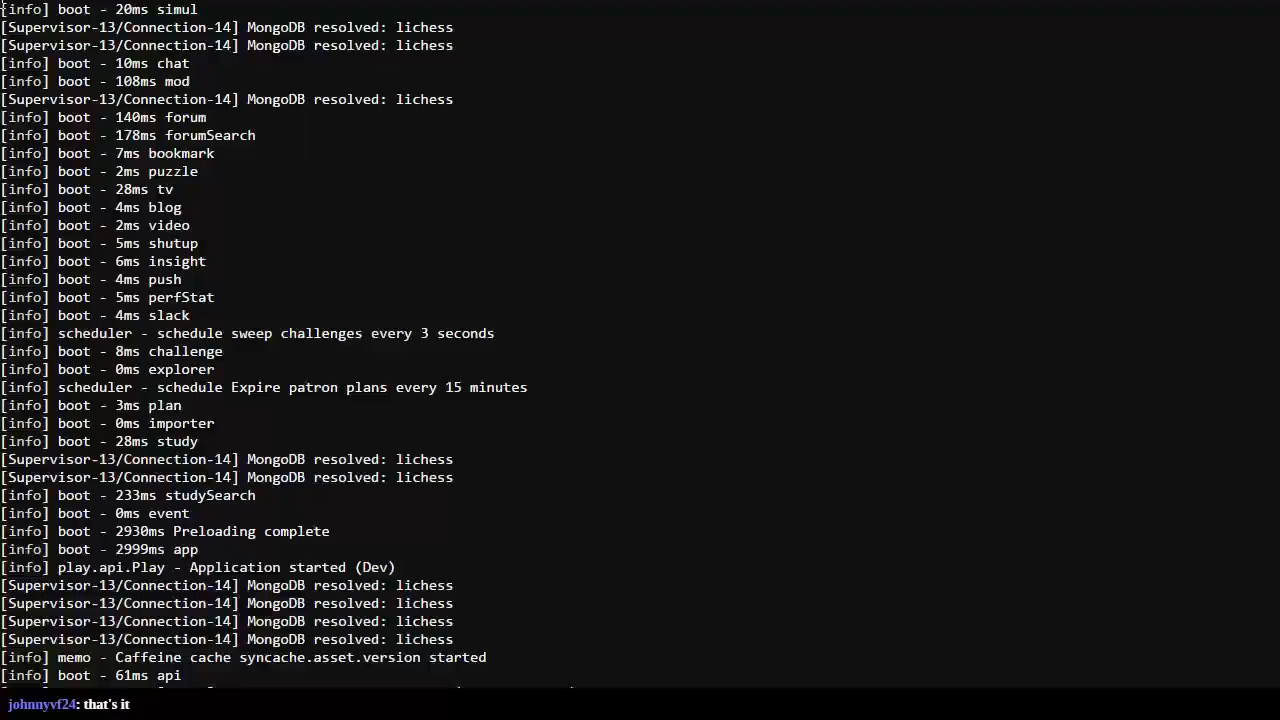 [info] boot - 20ms simul
[Supervisor-13/Connection-14] MongoDB resolved: lichess
[Supervisor-13/Connection-14] MongoDB resolved: lichess
[info] boot - 10ms chat
[info] boot - 108ms mod
[Supervisor-13/Connection-14] MongoDB resolved: lichess
[info] boot - 140ms forum
[info] boot - 178ms forumSearch
[info] boot - 7ms bookmark
[info] boot - 2ms puzzle
[info] boot - 28ms tv
[info] boot - 4ms blog
[info] boot - 2ms video
[info] boot - 5ms shutup
[info] boot - 6ms insight
[info] boot - 4ms push
[info] boot - 5ms perfStat
[info] boot - 4ms slack
[info] scheduler - schedule sweep challenges every 3 seconds
[info] boot - 8ms challenge
[info] boot - 0ms explorer
[info] scheduler - schedule Expire patron plans every 15 minutes
[info] boot - 3ms plan
[info] boot - 0ms importer
[info] boot - 28ms study
[Supervisor-13/Connection-14] MongoDB resolved: lichess
[Supervisor-13/Connection-14] MongoDB resolved: lichess
[info] boot - 233ms studySearch
[info] boot - 0ms event
[info] boot - 2930ms Preloading complete
[info] boot - 2999ms app
[info] play.api.Play - Application started (Dev)
[Supervisor-13/Connection-14] MongoDB resolved: lichess
[Supervisor-13/Connection-14] MongoDB resolved: lichess
[Supervisor-13/Connection-14] MongoDB resolved: lichess
[Supervisor-13/Connection-14] MongoDB resolved: lichess
[info] memo - Caffeine cache syncache.asset.version started
[info] boot - 61ms api
johnnyvf24: that's it